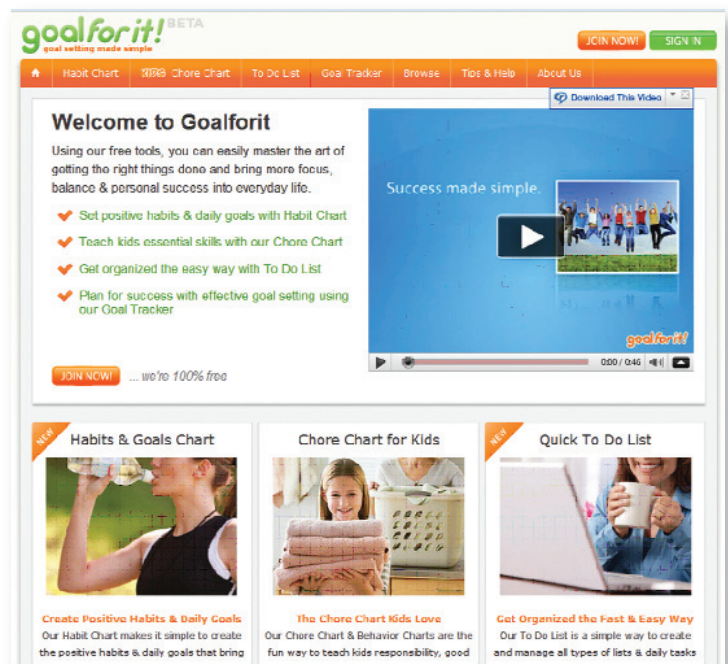 goalforit! BETA
goal setting made simple
JOIN NOW! SIGN IN
Habit Chart KIDS Chore Chart To Do List Goal Tracker Browse Tips & Help About Us
Download This Video
Welcome to Goalforit
Using our free tools, you can easily master the art of
getting the right things done and bring more focus,
balance & personal success into everyday life.
Set positive habits & daily goals with Habit Chart
Teach kids essential skills with our Chore Chart
Get organized the easy way with To Do List
Plan for success with effective goal setting using
our Goal Tracker
JOIN NOW! ... we're 100% free
Success made simple.
goalforit!
0:00 / 0:46
NEW
Habits & Goals Chart
Create Positive Habits & Daily Goals
Our Habit Chart makes it simple to create
the positive habits & daily goals that bring
Chore Chart for Kids
The Chore Chart Kids Love
Our Chore Chart & Behavior Charts are the
fun way to teach kids responsibility, good
NEW
Quick To Do List
Get Organized the Fast & Easy Way
Our To Do List is a simple way to create
and manage all types of lists & daily tasks